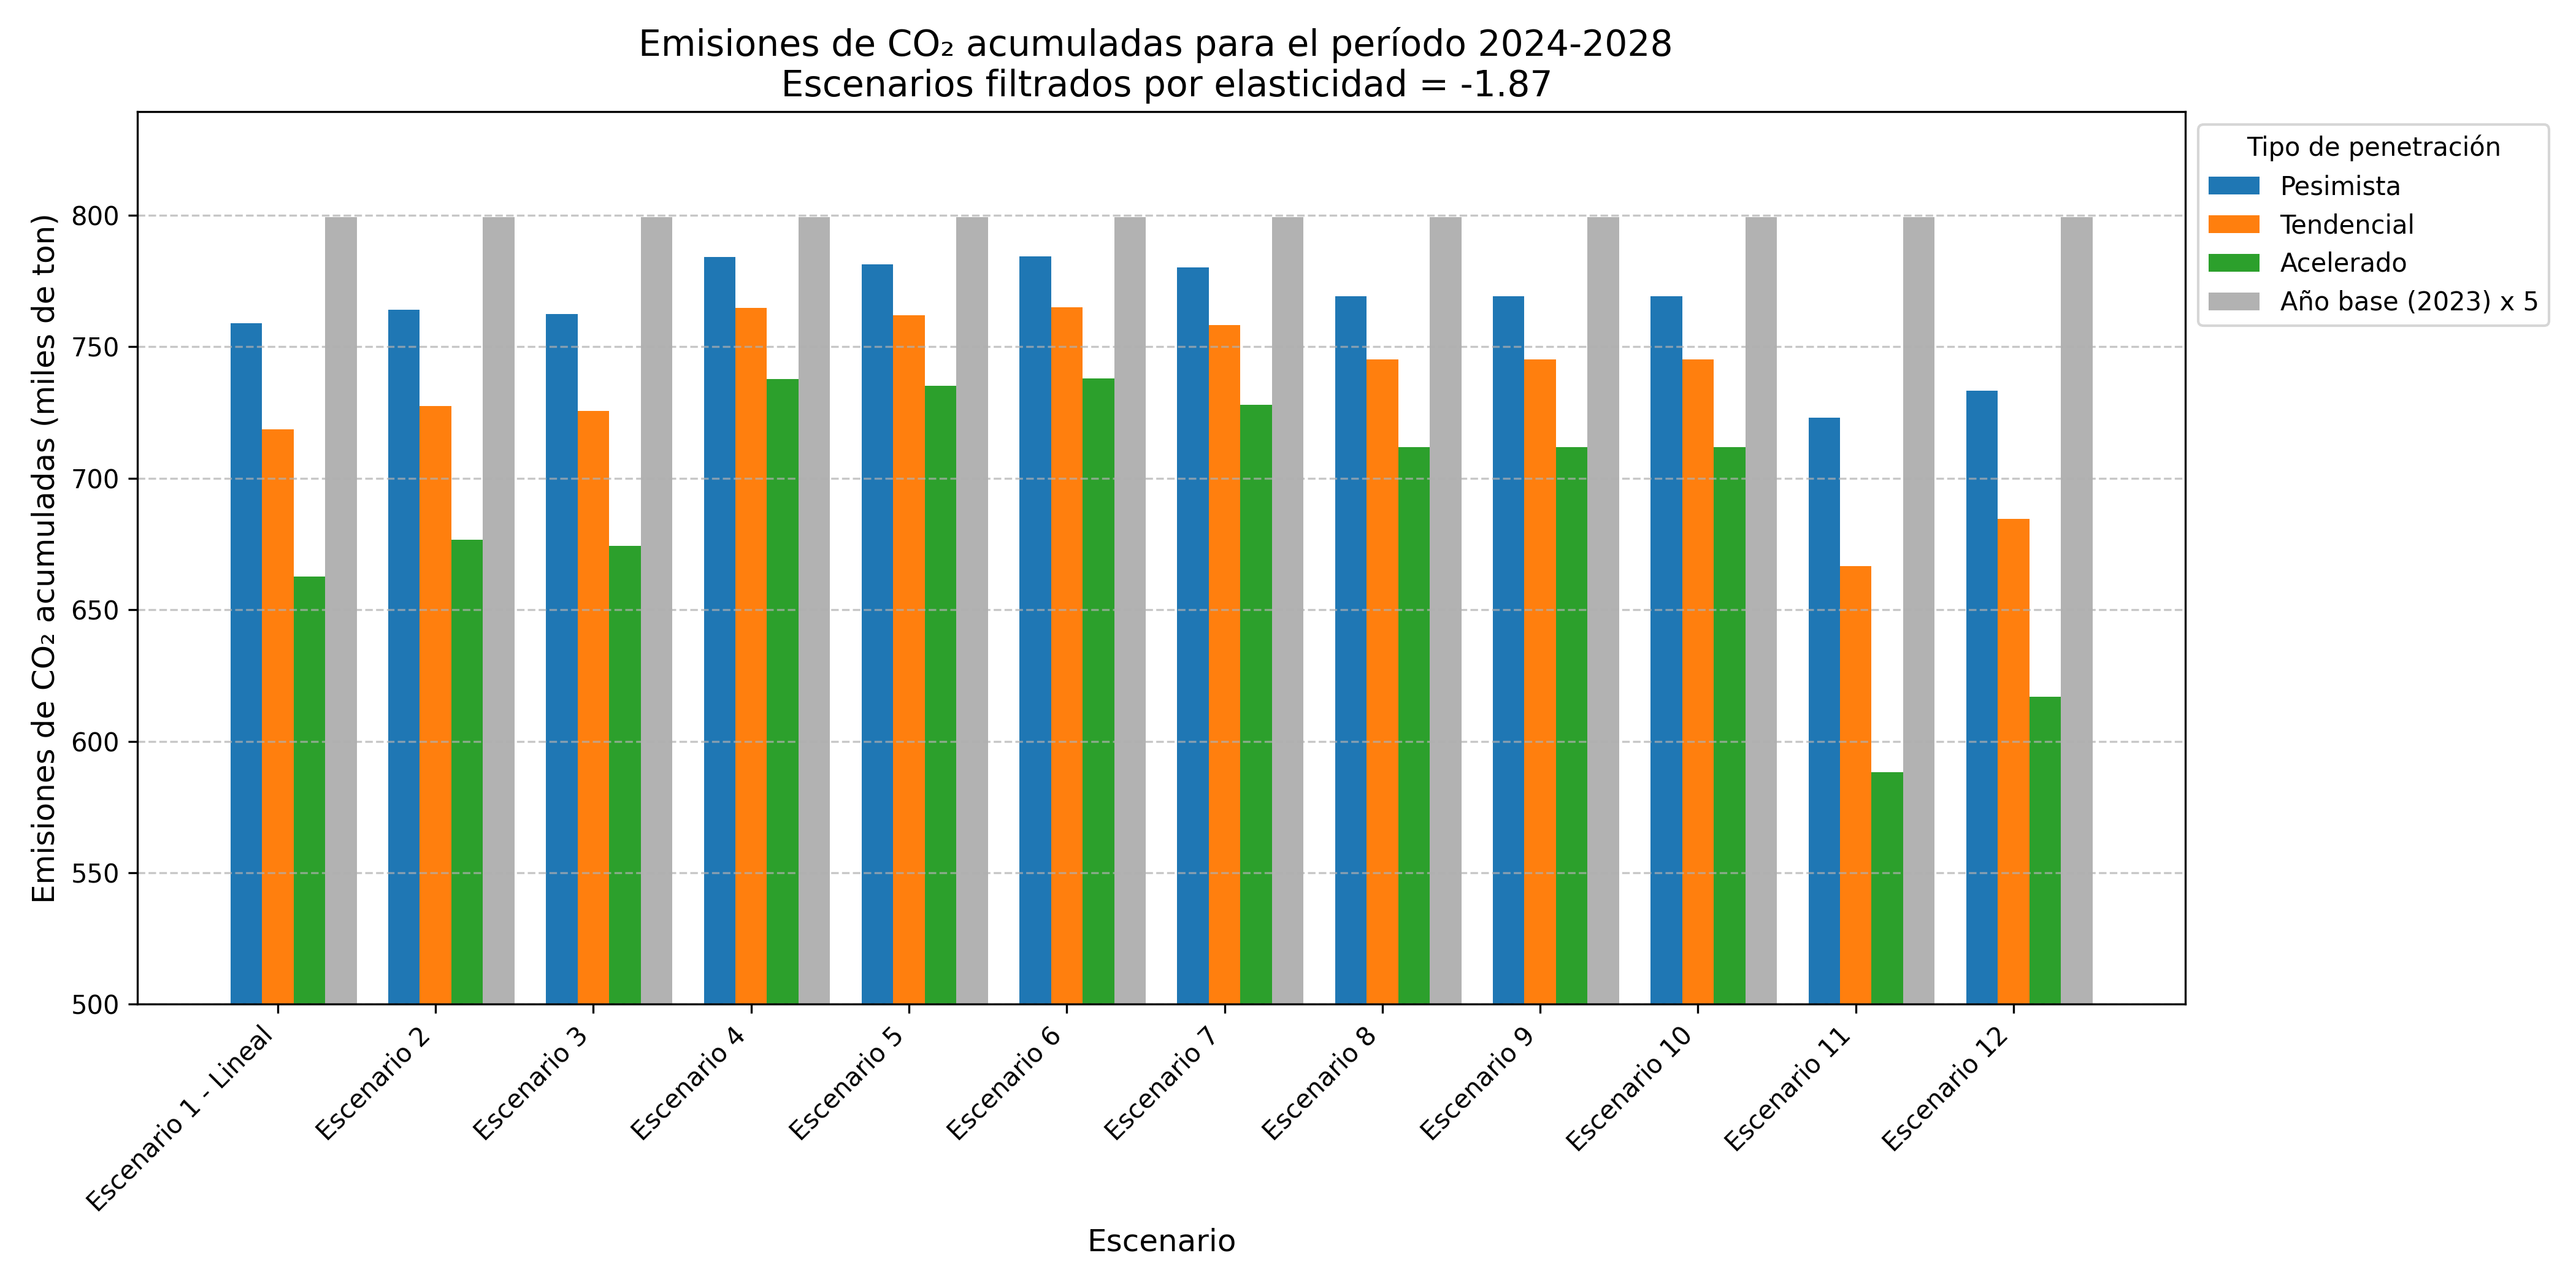 Emisiones de CO₂ acumuladas para el período 2024-2028
Escenarios filtrados por elasticidad = -1.87
Emisiones de CO₂ acumuladas (miles de ton)
800
750
700
650
600
550
500
Tipo de penetración
Pesimista
Tendencial
Acelerado
Año base (2023) x 5
Escenario 1 - Lineal
Escenario 2
Escenario 3
Escenario 4
Escenario 5
Escenario 6
Escenario 7
Escenario 8
Escenario 9
Escenario 10
Escenario 11
Escenario 12
Escenario